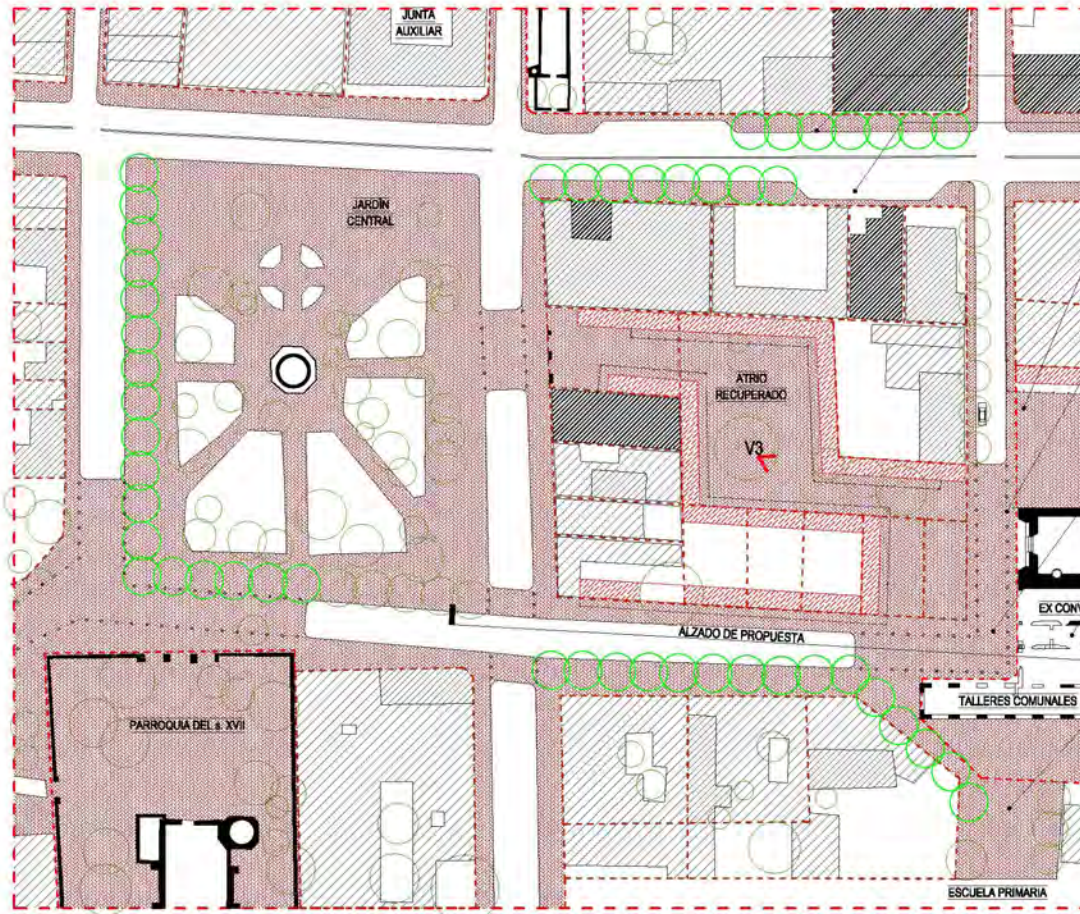 JUNTA
AUXILIAR
JARDÍN
CENTRAL
ATRIO
RECUPERADO
V3
EX CONV
ALZADO DE PROPUESTA
TALLERES COMUNALES
PARROQUIA DEL s. XVII
ESCUELA PRIMARIA